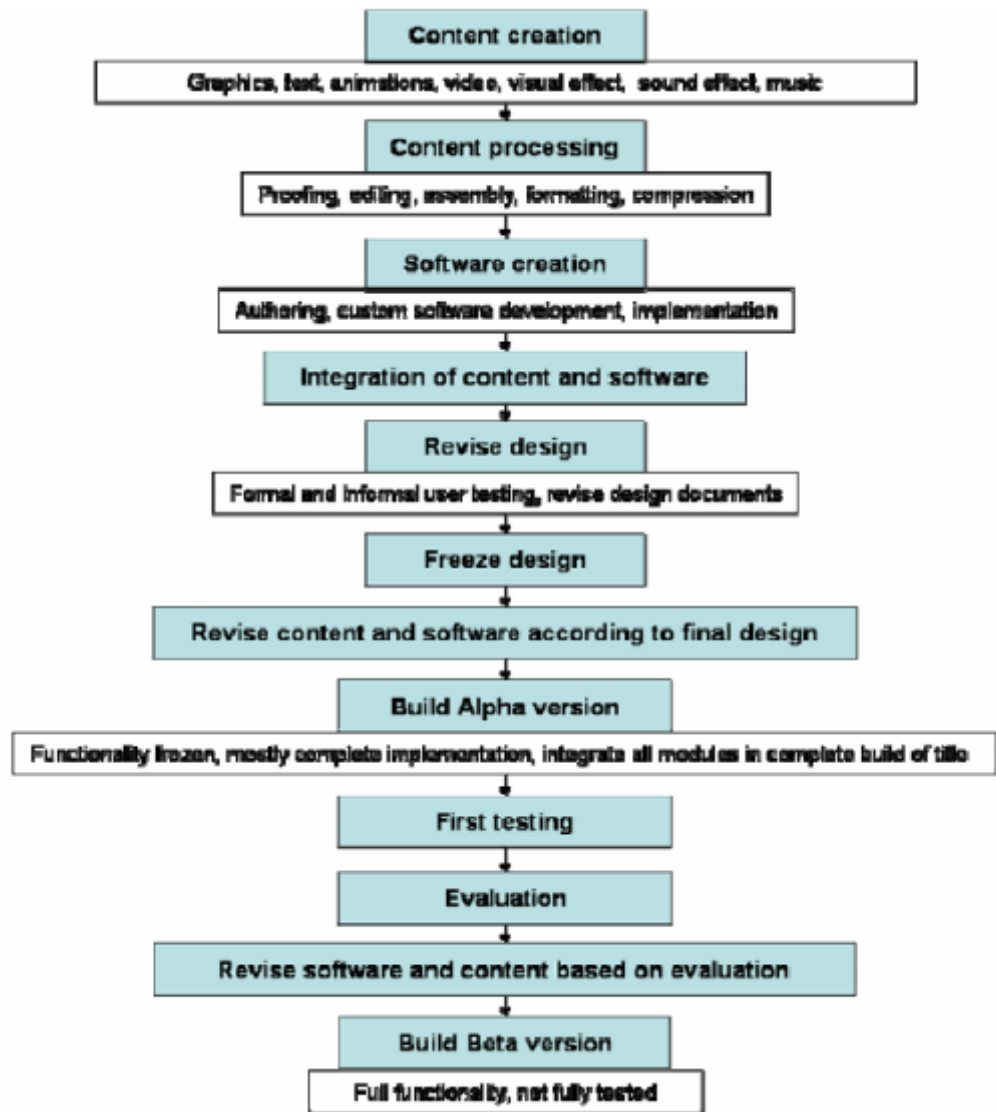 Content creation
Graphics, text, animations, video, visual effect, sound effect, music
Content processing
Proofing, editing, assembly, formatting, compression
Software creation
Authoring, custom software development, implementation
Integration of content and software
Revise design
Formal and Informal user testing, revise design documents
Freeze design
Revise content and software according to final design
Build Alpha version
Functionality frozen, mostly complete implementation, integrate all modules in complete build of title
First testing
Evaluation
Revise software and content based on evaluation
Build Beta version
Full functionality, not fully tested